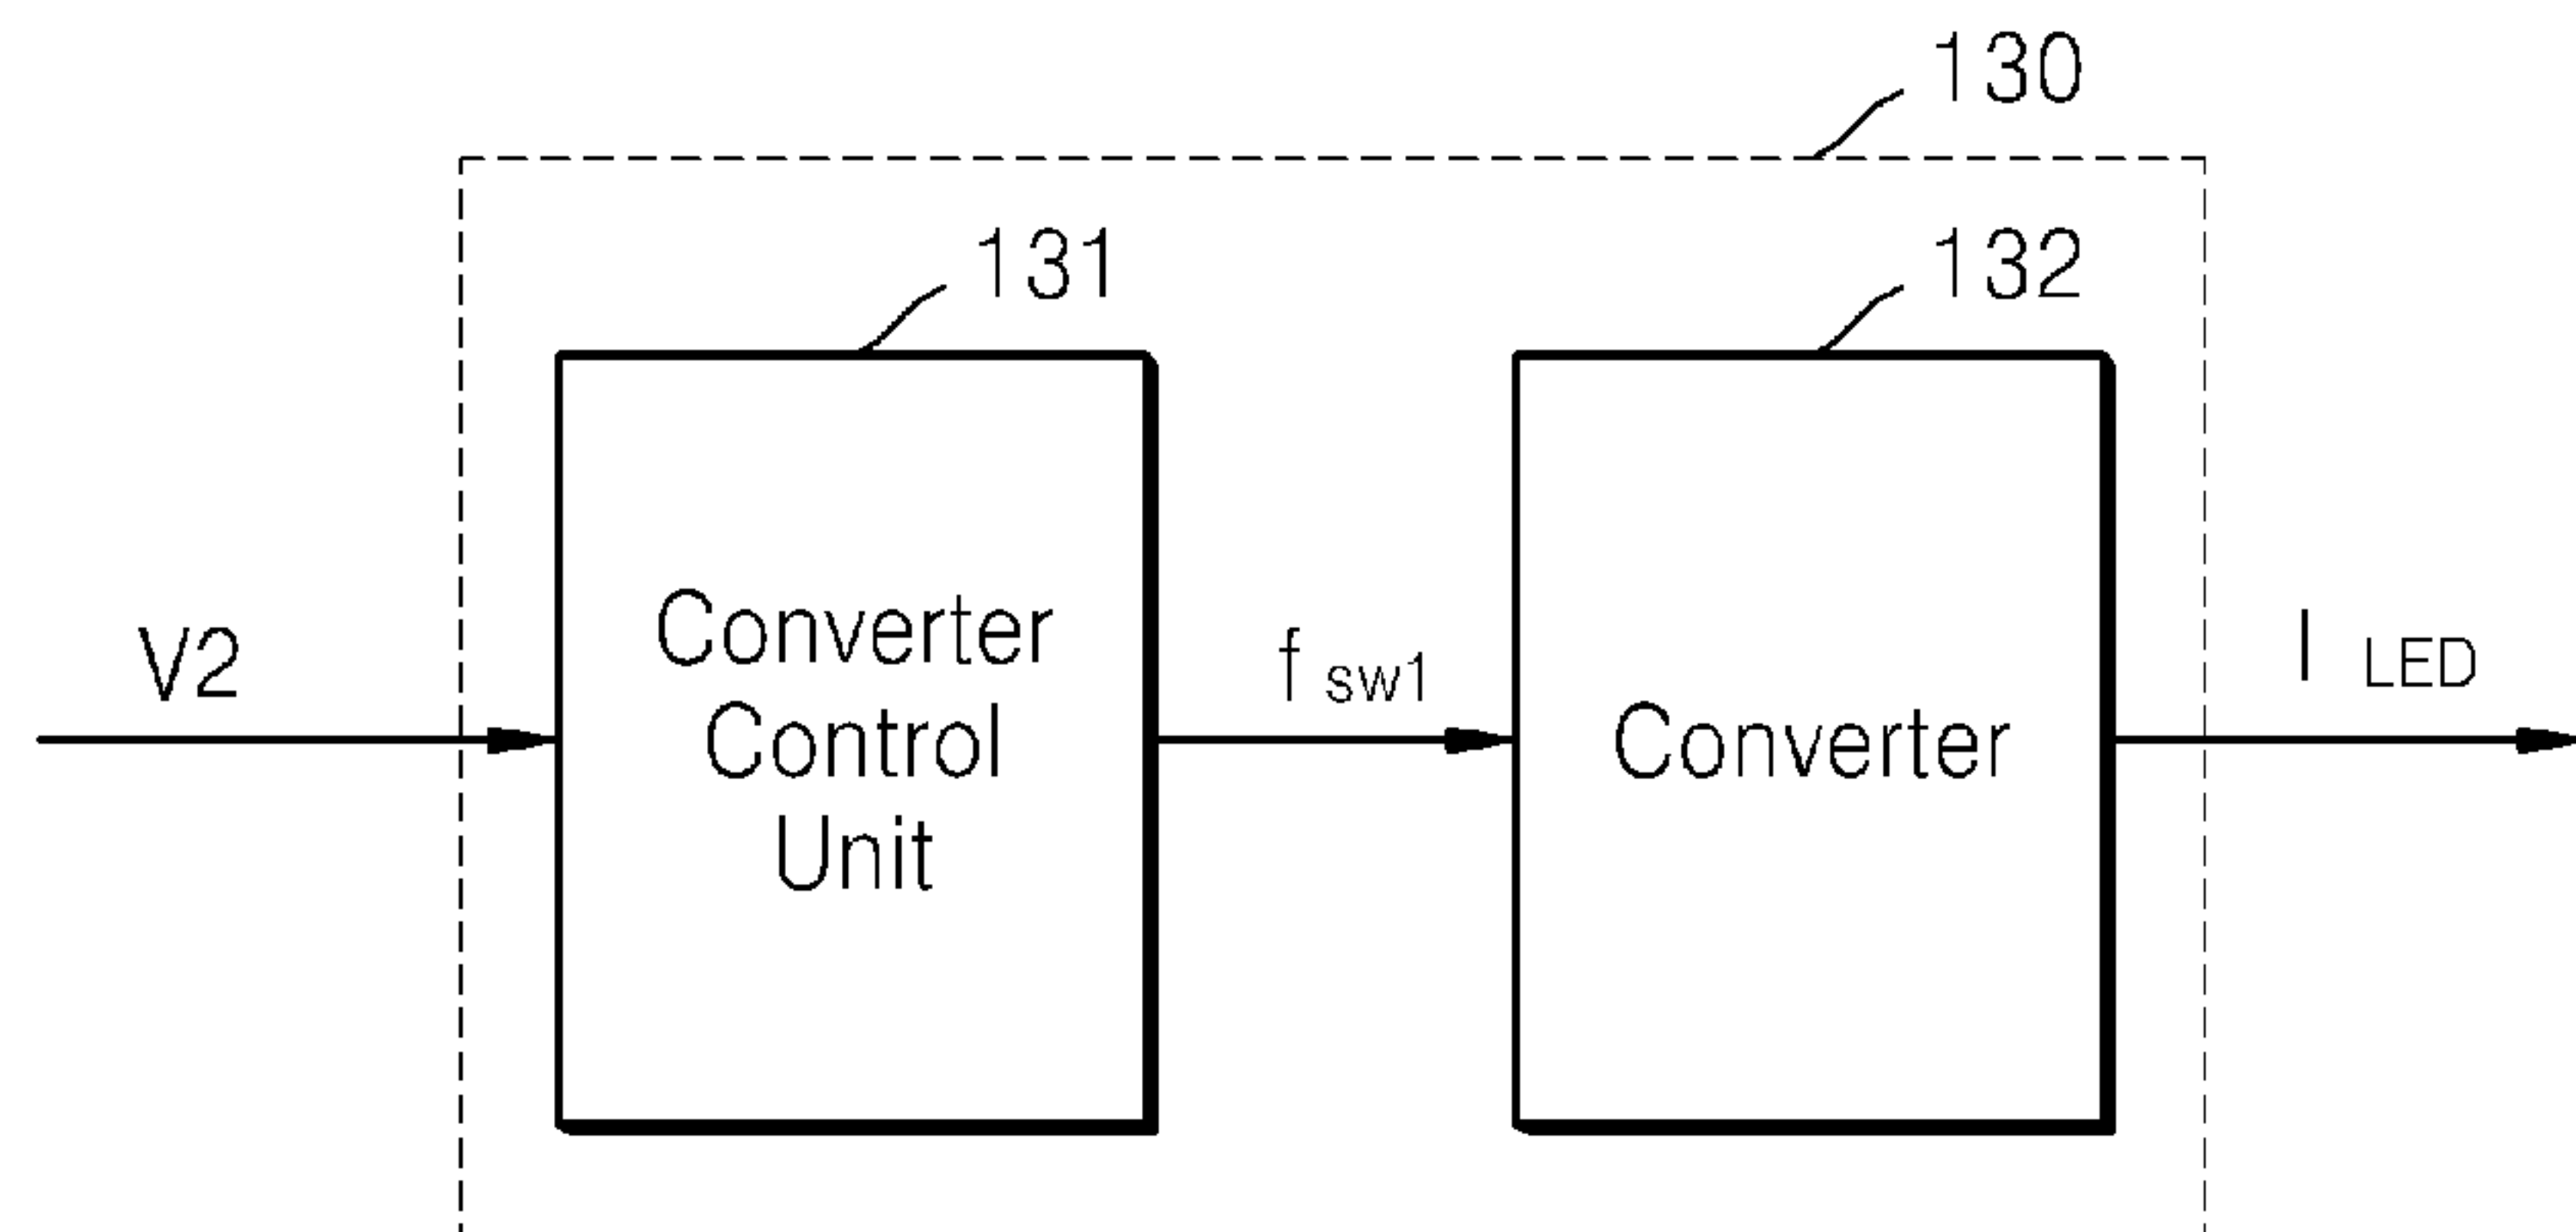 130
131
132
Converter
Control
Unit
Converter
V2
f sw1
I LED